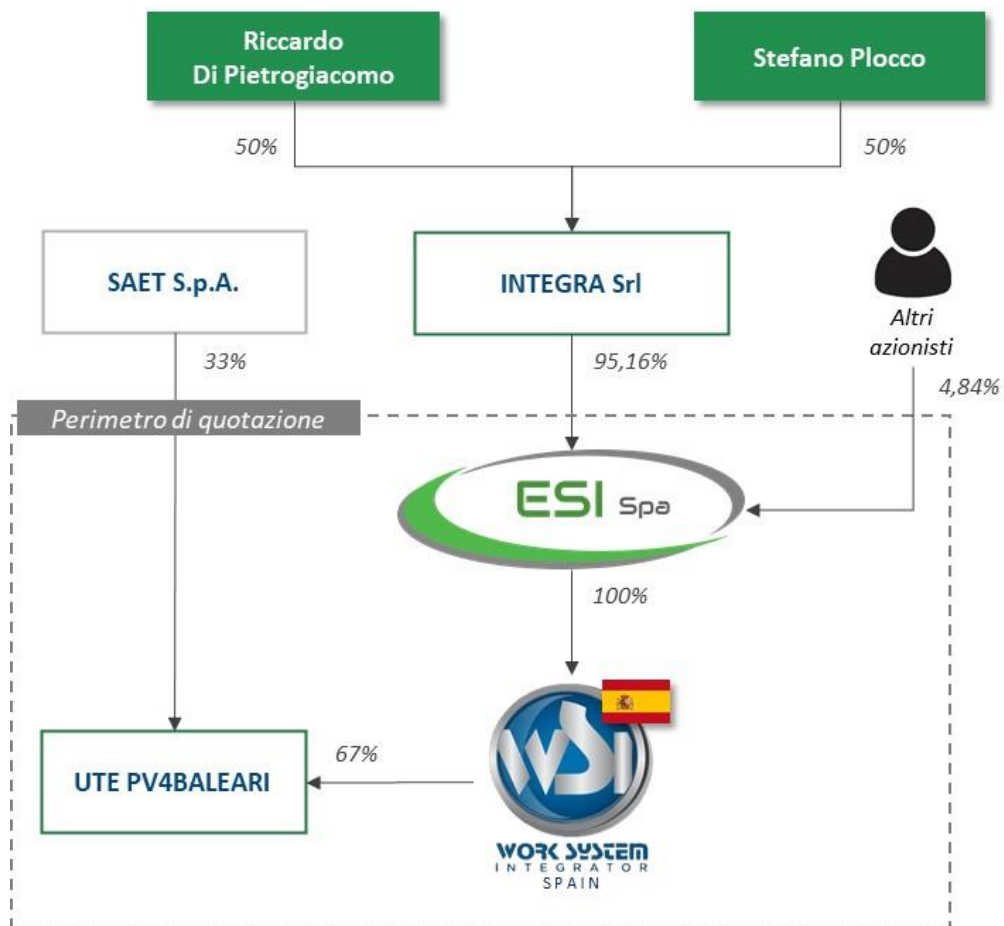 Riccardo
Di Pietrogiacomo
Stefano Plocco
50%
50%
SAET S.p.A.
INTEGRA Srl
Altri
azionisti
33%
95,16%
4,84%
Perimetro di quotazione
ESI Spa
100%
UTE PV4BALEARI
67%
WSI
WORK SYSTEM
INTEGRATOR
SPAIN